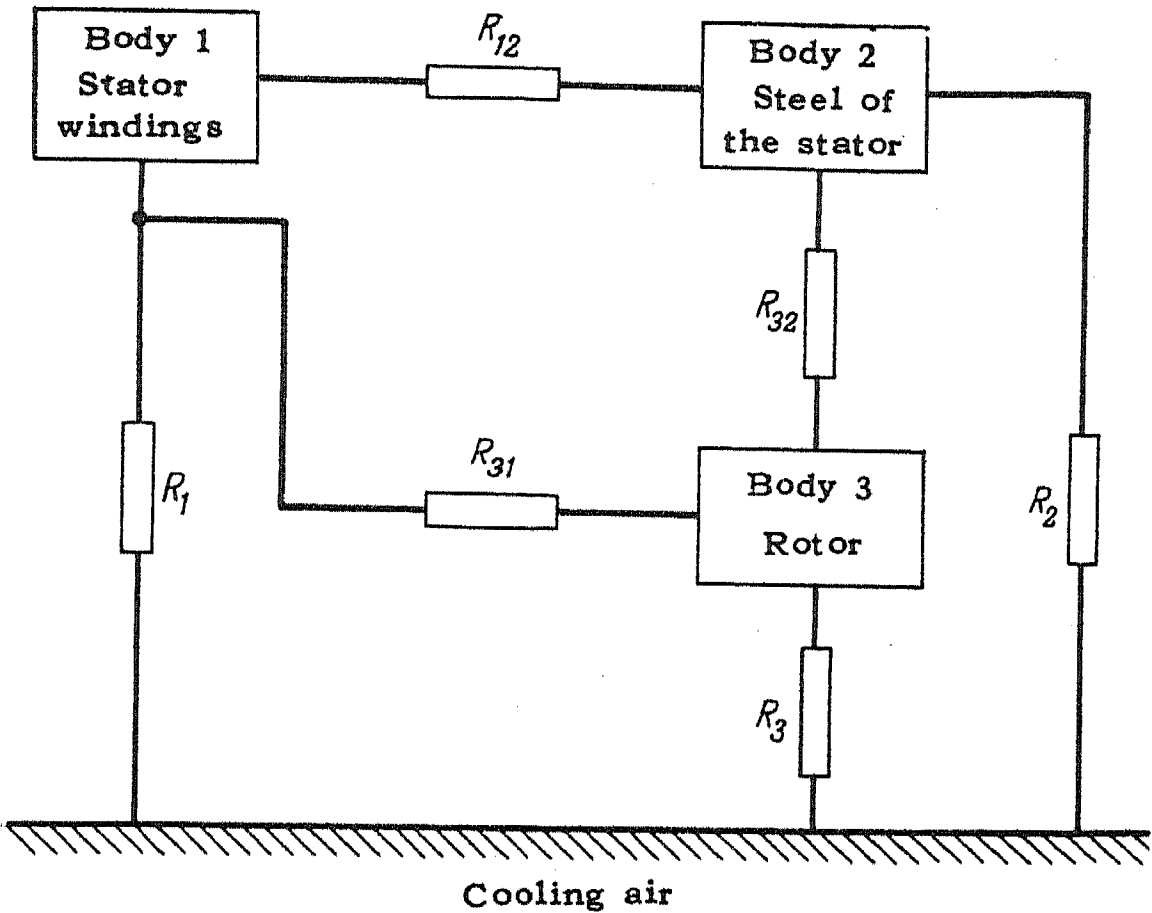 Body 1
Stator
windings
R12
Body 2
Steel of
the stator
R32
R31
R1
Body 3
Rotor
R2
R3
Cooling air